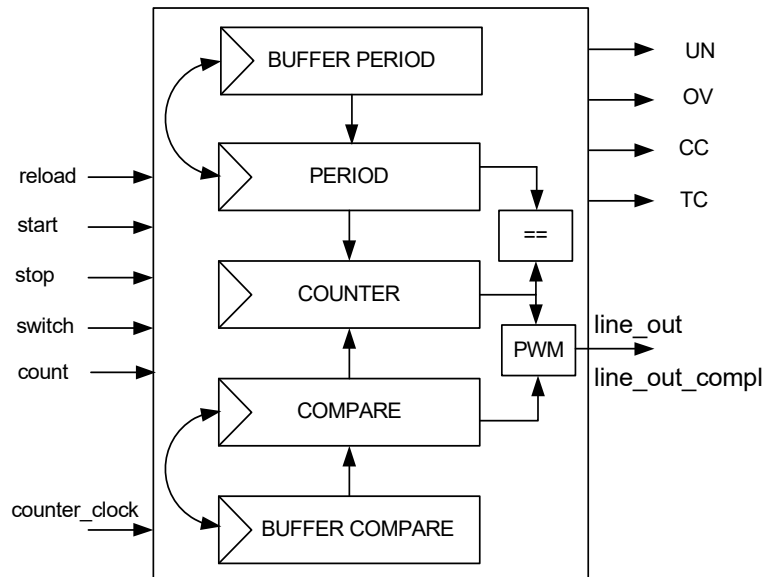 BUFFER PERIOD
UN
OV
CC
TC
PERIOD
reload
start
==
stop
COUNTER
switch
line_out
PWM
count
line_out_compl
COMPARE
counter_clock
BUFFER COMPARE